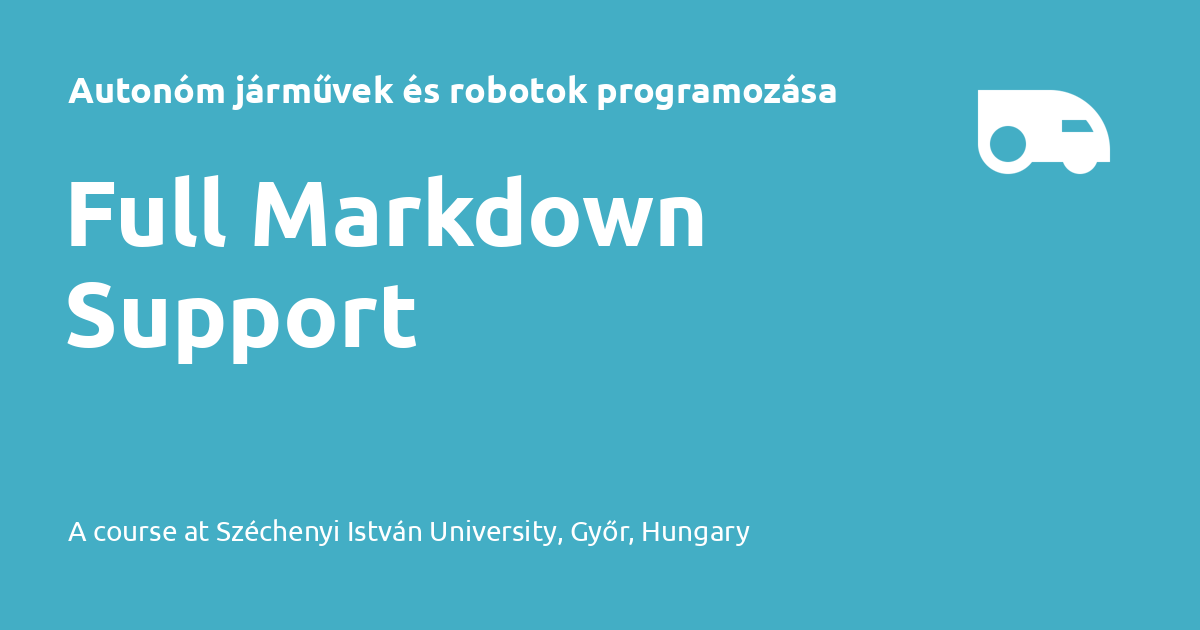 Autonóm járművek és robotok programozása
Full Markdown
Support
A course at Széchenyi István University, Győr, Hungary